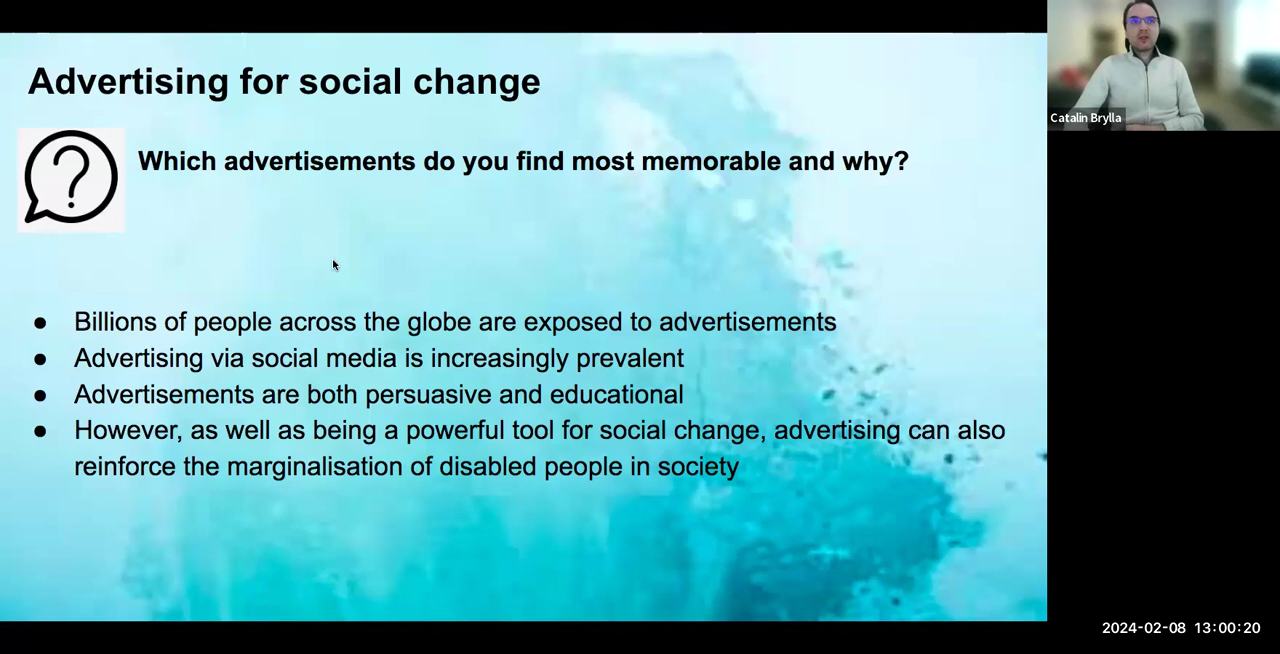 Advertising for social change
Which advertisements do you find most memorable and why?
● Billions of people across the globe are exposed to advertisements
● Advertising via social media is increasingly prevalent
● Advertisements are both persuasive and educational
● However, as well as being a powerful tool for social change, advertising can also
reinforce the marginalisation of disabled people in society
Catalin Brylla
2024-02-08 13:00:20